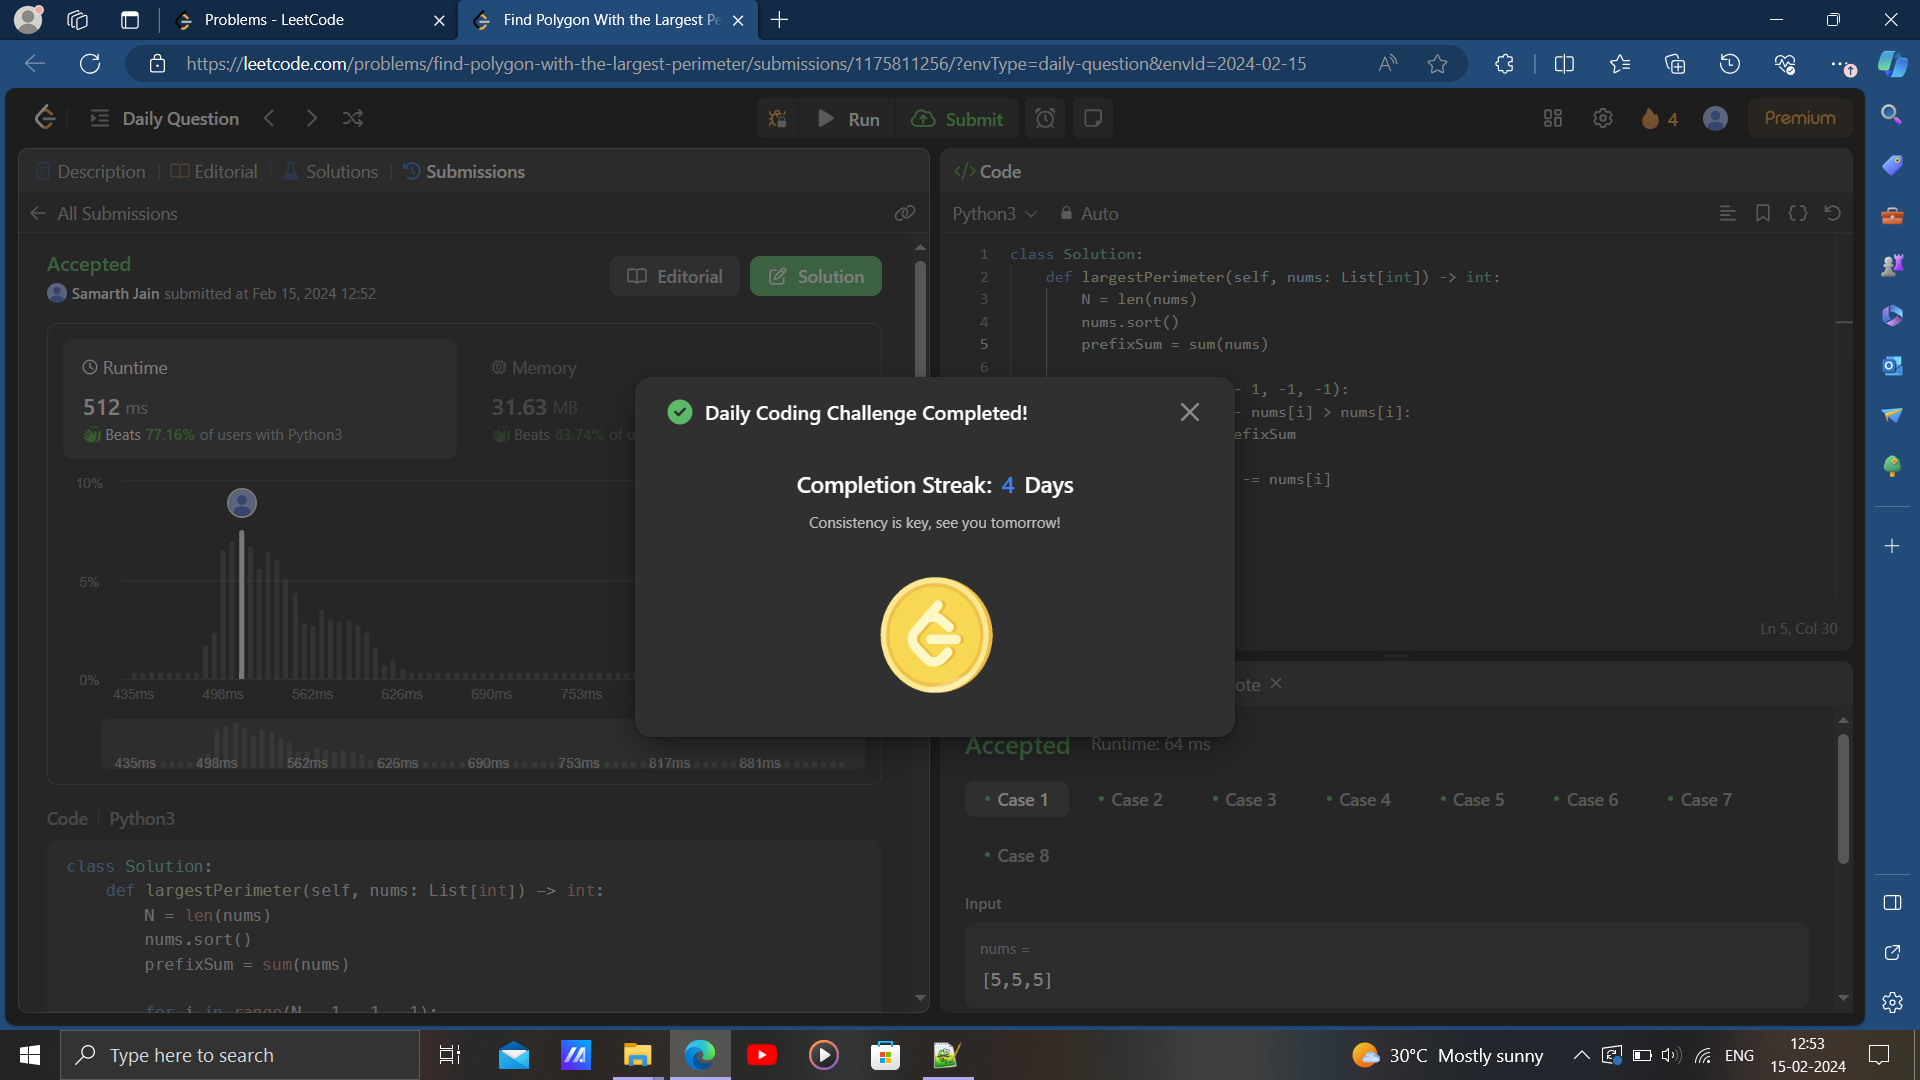 Problems - LeetCode
Find Polygon With the Largest Pe
https://leetcode.com/problems/find-polygon-with-the-largest-perimeter/submissions/1175811256/?envType=daily-question&envId=2024-02-15
Daily Question
Run
Submit
4
Premium
Description
Editorial
Solutions
Submissions
All Submissions
Accepted
Samarth Jain submitted at Feb 15, 2024 12:52
Editorial
Solution
Runtime
512 ms
Beats 77.16% of users with Python3
Memory
31.63 MB
Beats 83.74% of u
10%
5%
0%
435ms 498ms 562ms 626ms 690ms 753ms
435ms 498ms 562ms 626ms 690ms 753ms 817ms 881ms
Code | Python3
class Solution:
def largestPerimeter(self, nums: List[int]) -> int:
N = len(nums)
nums.sort()
prefixSum = sum(nums)
for i in range(N - 1, -1, -1):
Daily Coding Challenge Completed!
Completion Streak: 4 Days
Consistency is key, see you tomorrow!
</> Code
Python3
Auto
1 class Solution:
2 def largestPerimeter(self, nums: List[int]) -> int:
3 N = len(nums)
4 nums.sort()
5 prefixSum = sum(nums)
6
- 1, -1, -1):
- nums[i] > nums[i]:
efixSum
-= nums[i]
Ln 5, Col 30
ote
Accepted Runtime: 64 ms
Case 1 Case 2 Case 3 Case 4 Case 5 Case 6 Case 7
Case 8
Input
nums =
[5,5,5]
Type here to search
30°C Mostly sunny
ENG
12:53
15-02-2024